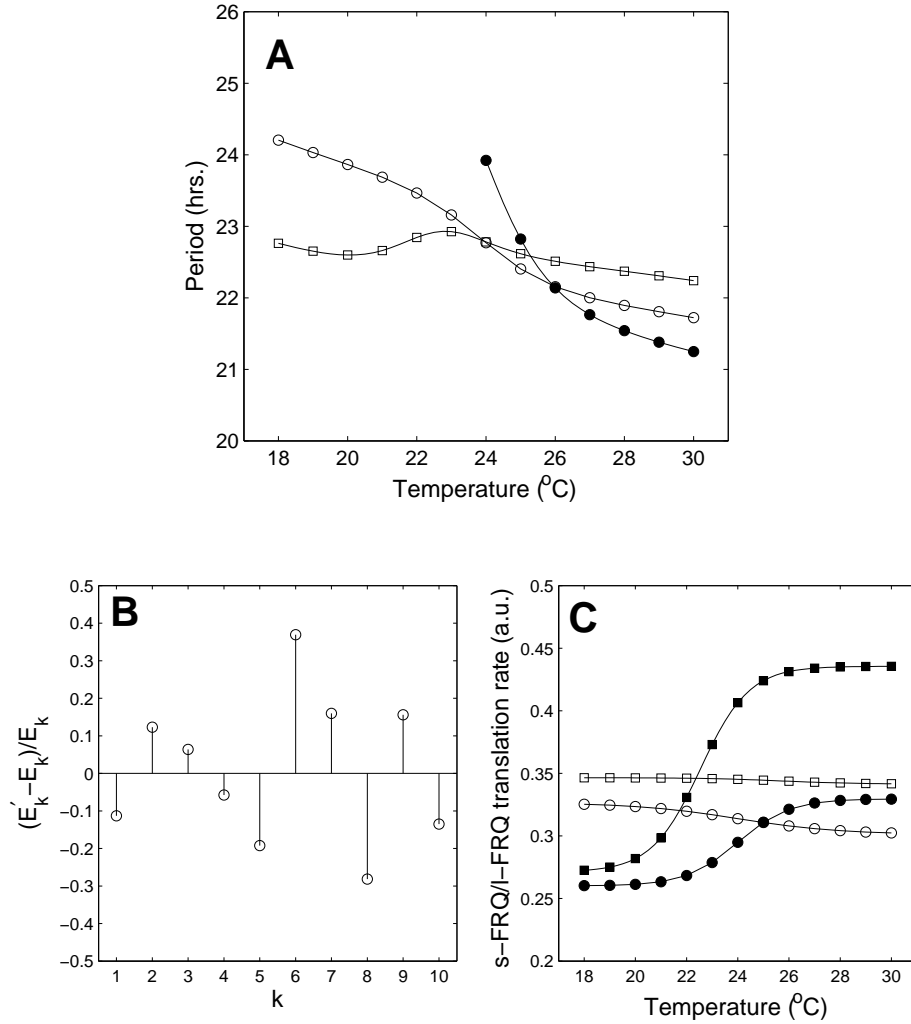 A
26
25
24
23
22
21
20
Period (hrs.)
18 20 22 24 26 28 30
Temperature (°C)
B
0.5
0.4
0.3
0.2
0.1
0
−0.1
−0.2
−0.3
−0.4
−0.5
(E′k−Ek)/Ek
1 2 3 4 5 6 7 8 9 10
k
C
0.5
0.45
0.4
0.35
0.3
0.25
0.2
s−FRQ/l−FRQ translation rate (a.u.)
18 20 22 24 26 28 30
Temperature (°C)